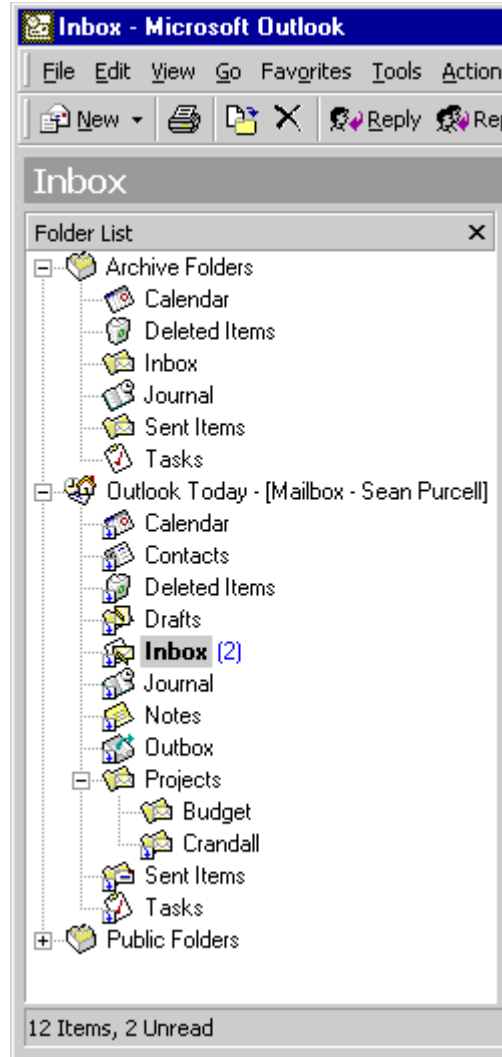 Inbox - Microsoft Outlook
File Edit View Go Favorites Tools Action
New Reply Rep
Inbox
Folder List
Archive Folders
Calendar
Deleted Items
Inbox
Journal
Sent Items
Tasks
Outlook Today - [Mailbox - Sean Purcell]
Calendar
Contacts
Deleted Items
Drafts
Inbox (2)
Journal
Notes
Outbox
Projects
Budget
Crandall
Sent Items
Tasks
Public Folders
12 Items, 2 Unread